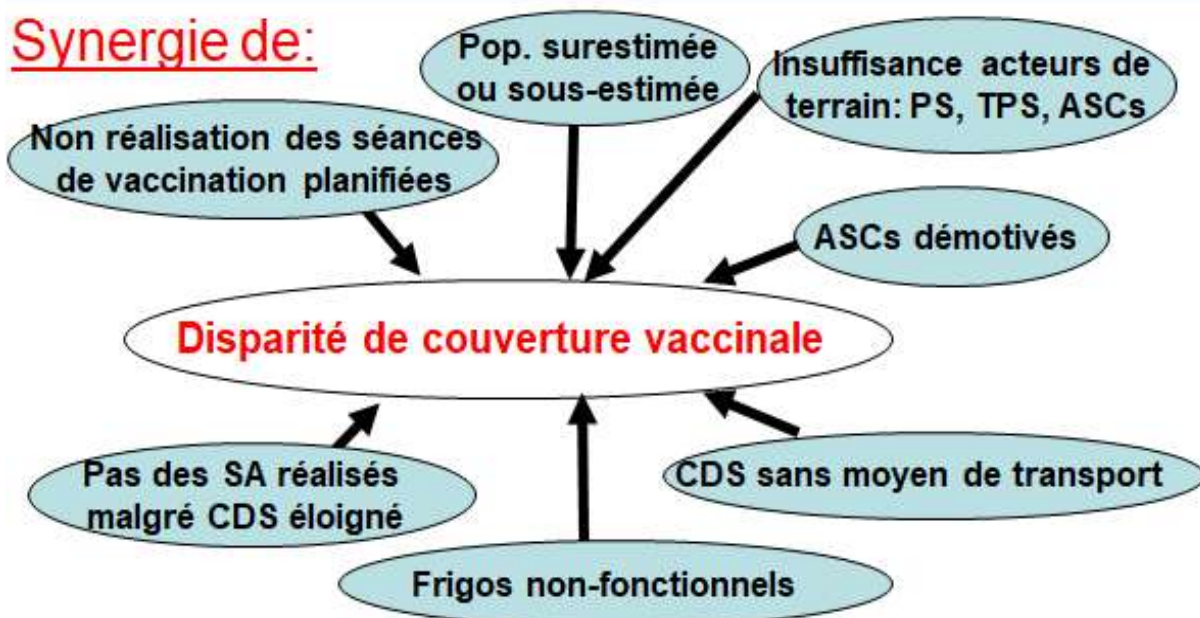 Synergie de:
Pop. surestimée
ou sous-estimée
Insuffisance acteurs de
terrain: PS, TPS, ASCs
Non réalisation des séances
de vaccination planifiées
ASCs démotivés
Disparité de couverture vaccinale
Pas des SA réalisés
malgré CDS éloigné
CDS sans moyen de transport
Frigos non-fonctionnels